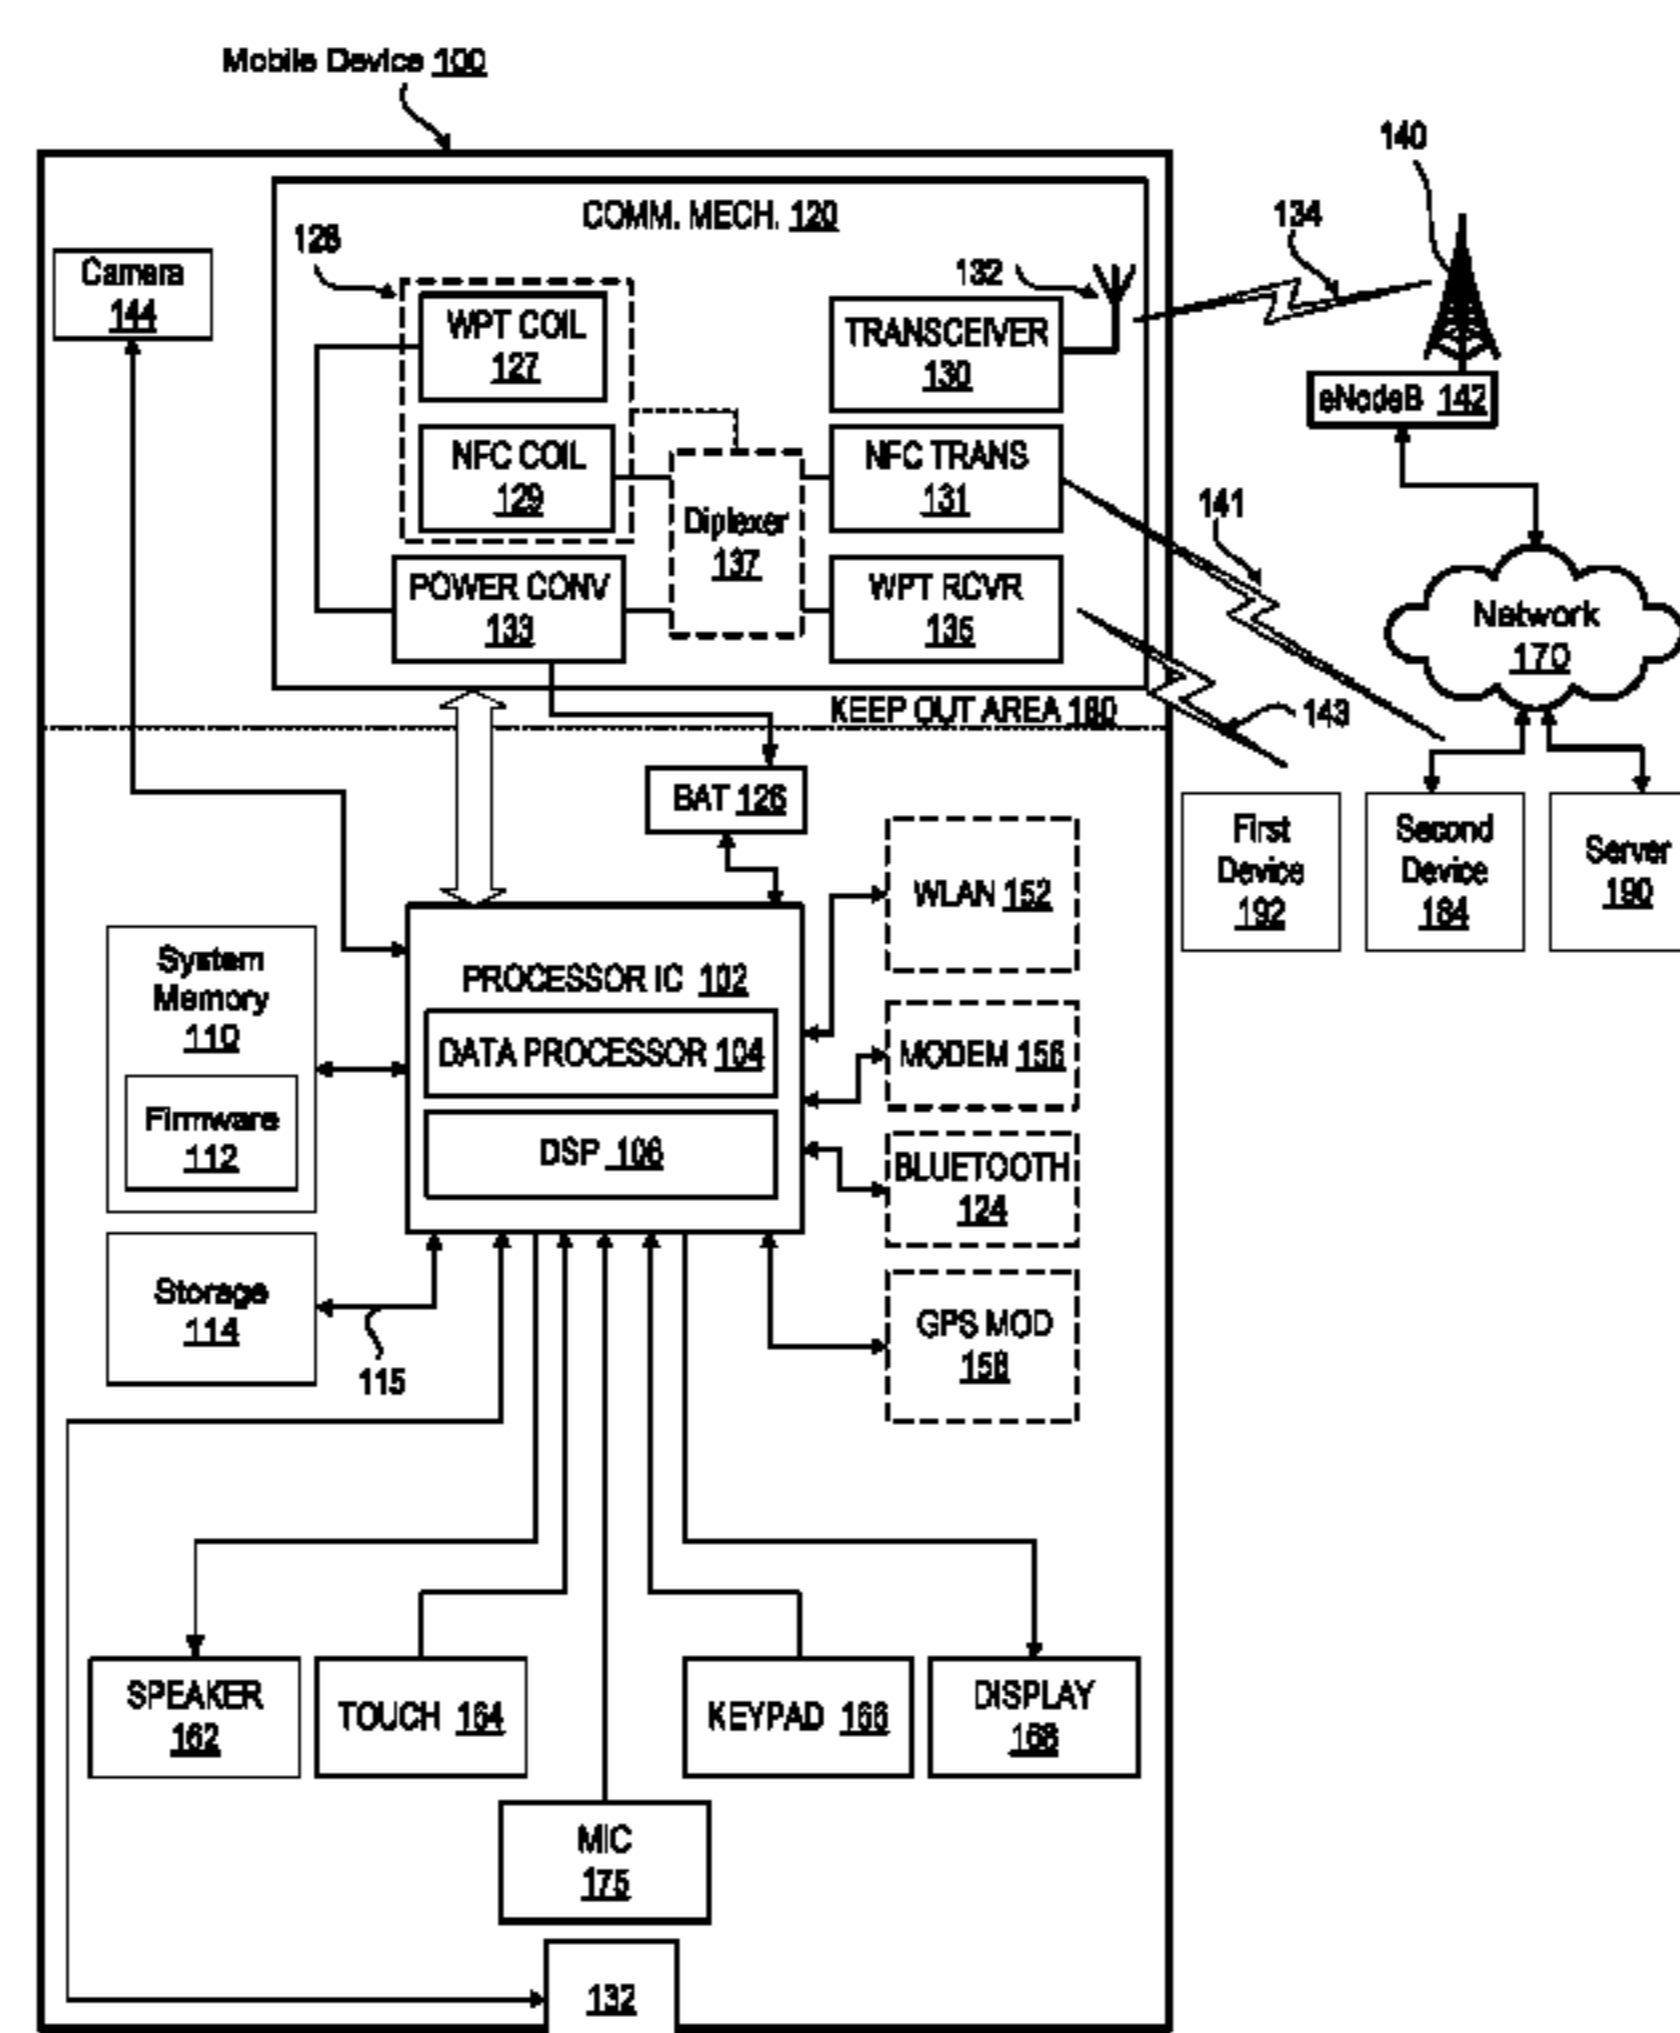 Mobile Device 100
COMM. MECH. 120
128
Camera
144
WPT COIL
127
NFC COIL
129
POWER CONV
133
Diplexer
137
132
TRANSCEIVER
130
NFC TRANS
131
WPT RCVR
135
134
140
eNodeB 142
141
Network
170
143
KEEP OUT AREA 180
BAT 126
First
Device
192
Second
Device
184
Server
190
WLAN 152
System
Memory
110
Firmware
112
PROCESSOR IC 102
DATA PROCESSOR 104
DSP 106
MODEM 156
BLUETOOTH
124
Storage
114
115
GPS MOD
158
SPEAKER
162
TOUCH 164
KEYPAD 166
DISPLAY
168
MIC
175
132